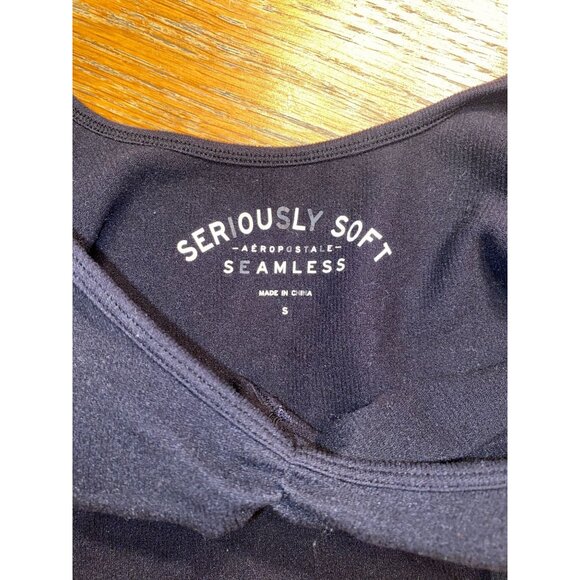 SERIOUSLY SOFT
-AÉROPOSTALE-
SEAMLESS
MADE IN CHINA
S